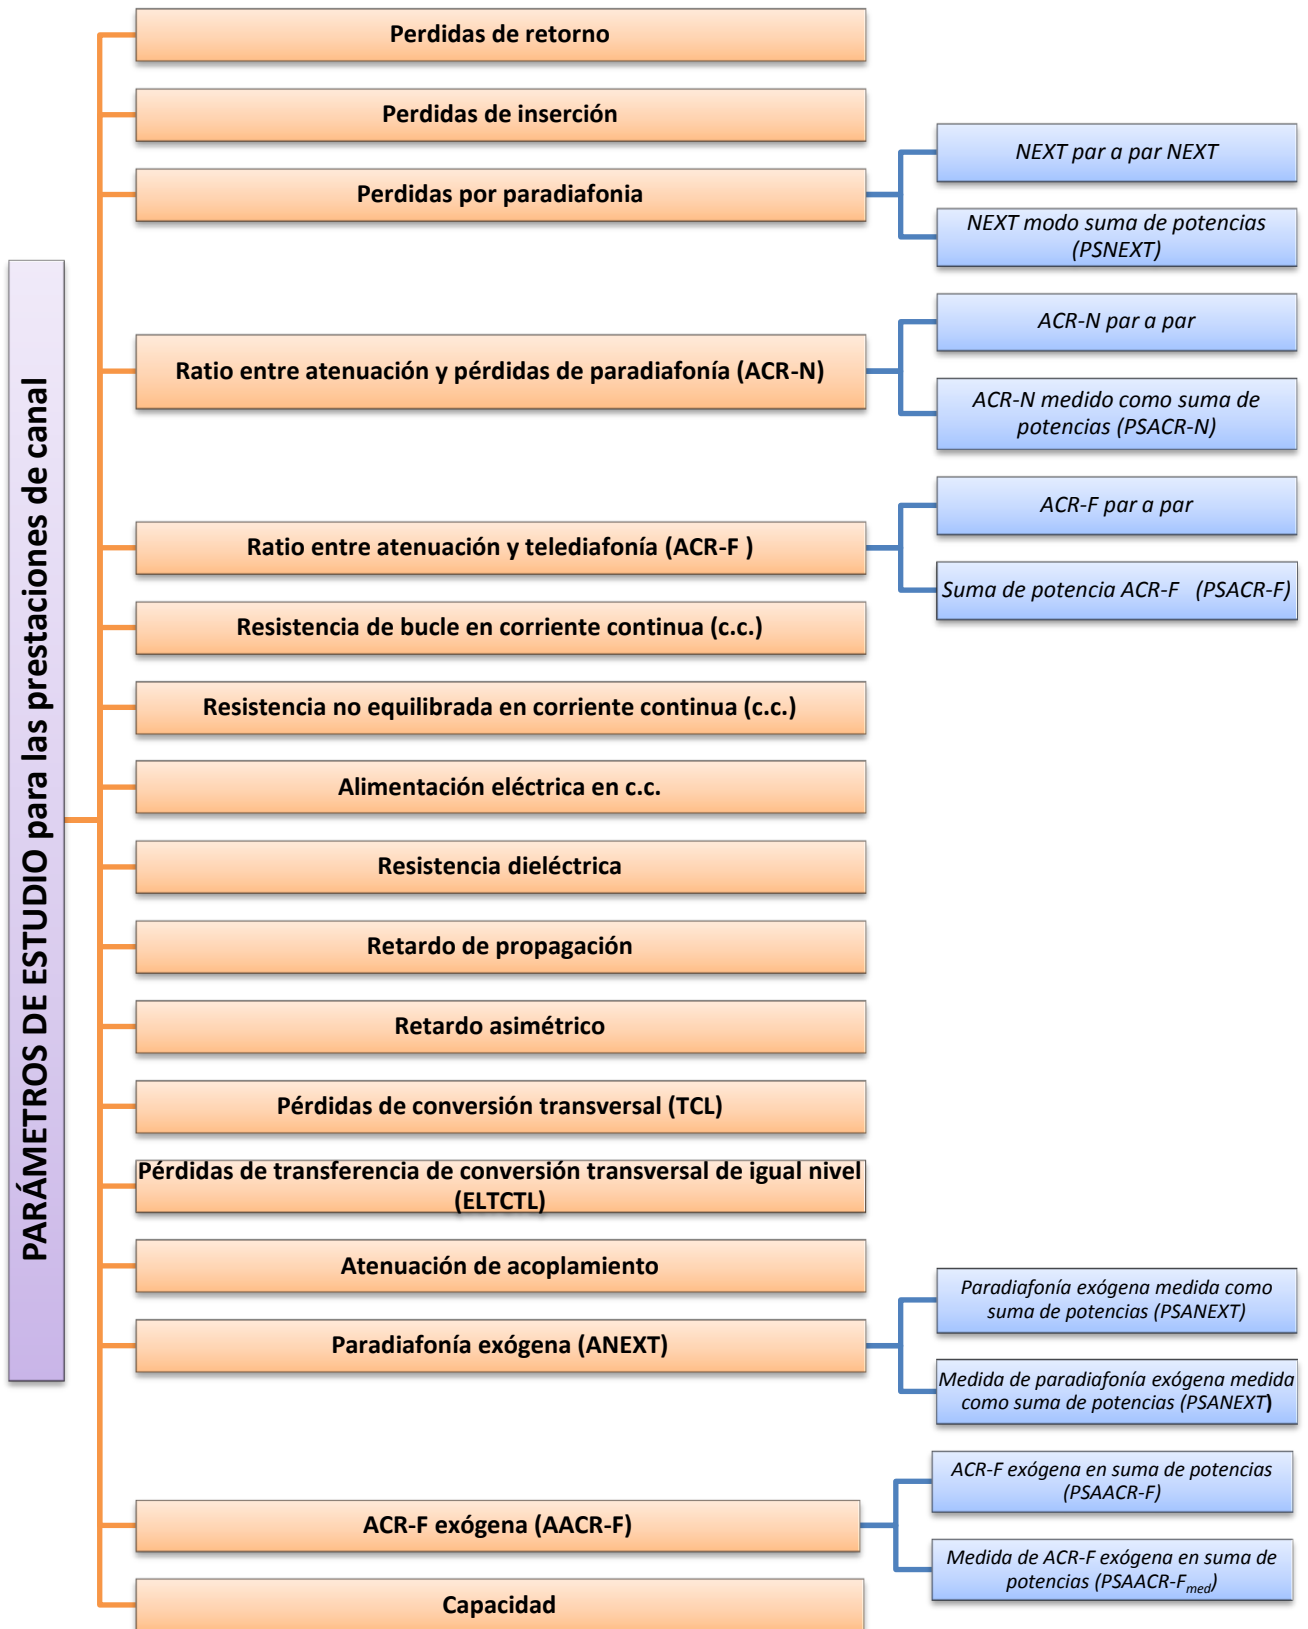 PARÁMETROS DE ESTUDIO para las prestaciones de canal
Perdidas de retorno
Perdidas de inserción
Perdidas por paradiafonia
NEXT par a par NEXT
NEXT modo suma de potencias
(PSNEXT)
Ratio entre atenuación y pérdidas de paradiafonía (ACR-N)
ACR-N par a par
ACR-N medido como suma de
potencias (PSACR-N)
Ratio entre atenuación y telediafonía (ACR-F )
ACR-F par a par
Suma de potencia ACR-F (PSACR-F)
Resistencia de bucle en corriente continua (c.c.)
Resistencia no equilibrada en corriente continua (c.c.)
Alimentación eléctrica en c.c.
Resistencia dieléctrica
Retardo de propagación
Retardo asimétrico
Pérdidas de conversión transversal (TCL)
Pérdidas de transferencia de conversión transversal de igual nivel
(ELTCTL)
Atenuación de acoplamiento
Paradiafonía exógena (ANEXT)
Paradiafonía exógena medida como
suma de potencias (PSANEXT)
Medida de paradiafonía exógena medida
como suma de potencias (PSANEXT)
ACR-F exógena (AACR-F)
ACR-F exógena en suma de potencias
(PSAACR-F)
Medida de ACR-F exógena en suma de
potencias (PSAACR-Fmed)
Capacidad